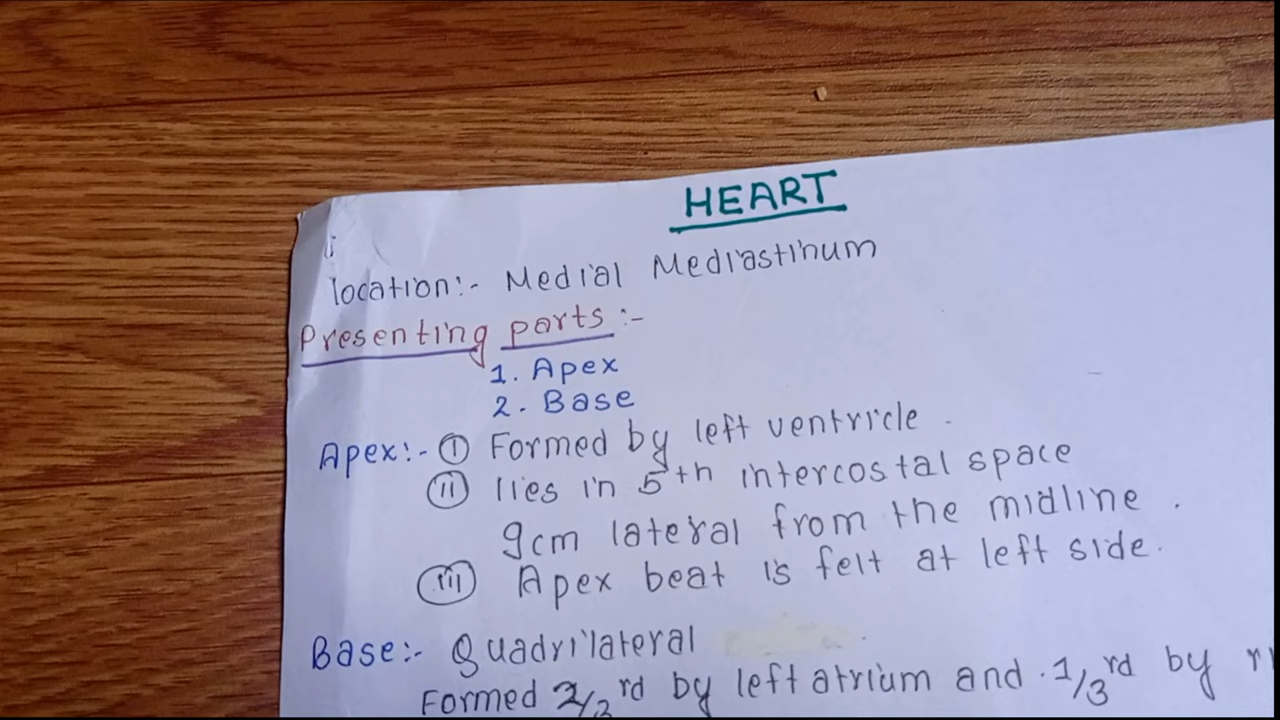 HEART
location:- Medial Mediastinum
Presenting parts :-
1. Apex
2. Base
Apex:- (I) Formed by left ventricle.
(II) lies in 5th intercostal space
9cm lateral from the midline.
(III) Apex beat is felt at left side.
Base:- Quadrilateral
Formed 2/3rd by left atrium and 1/3rd by